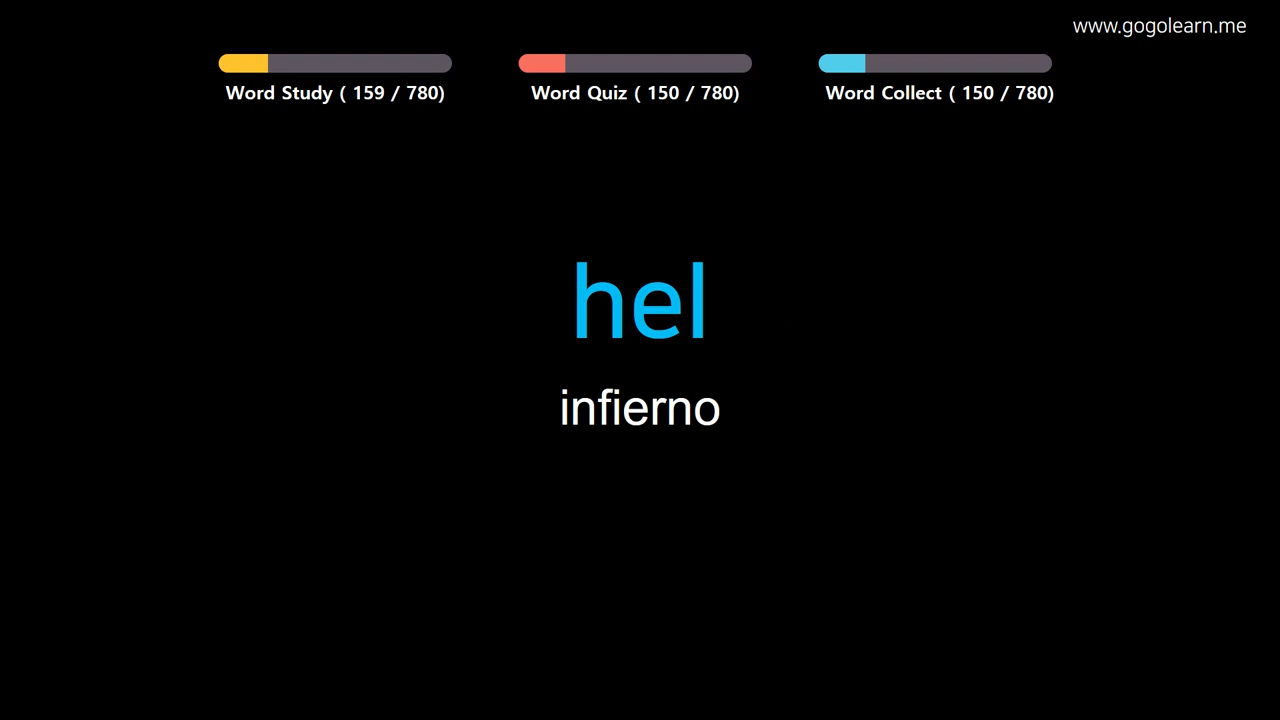 www.gogolearn.me
Word Study ( 159 / 780)
Word Quiz ( 150 / 780)
Word Collect ( 150 / 780)
hel
infierno